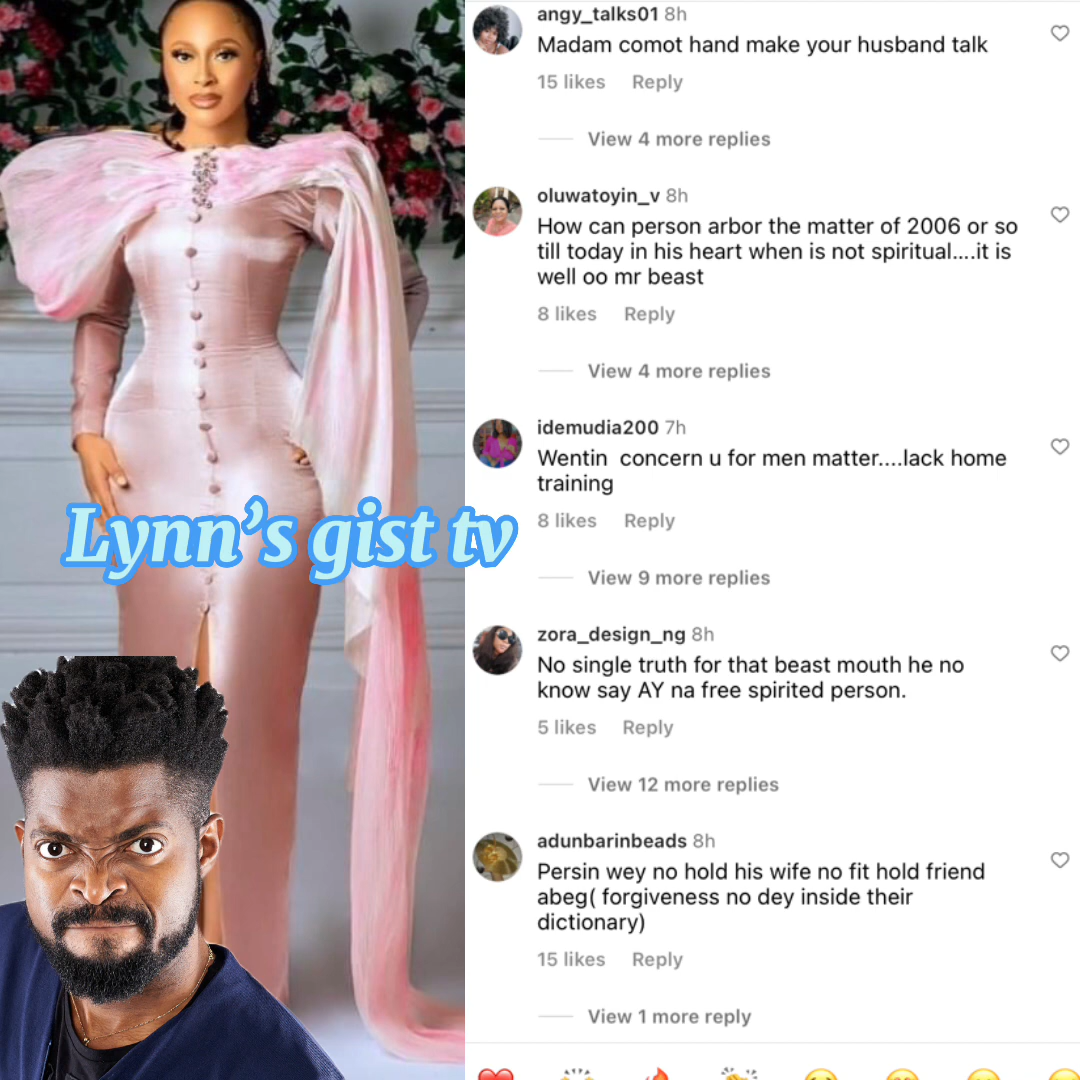 Lynn's gist tv
angy_talks01 8h
Madam comot hand make your husband talk
15 likes Reply
View 4 more replies
oluwatoyin_v 8h
How can person arbor the matter of 2006 or so
till today in his heart when is not spiritual....it is
well oo mr beast
8 likes Reply
View 4 more replies
idemudia200 7h
Wentin concern u for men matter....lack home
training
8 likes Reply
View 9 more replies
zora_design_ng 8h
No single truth for that beast mouth he no
know say AY na free spirited person.
5 likes Reply
View 12 more replies
adunbarinbeads 8h
Persin wey no hold his wife no fit hold friend
abeg( forgiveness no dey inside their
dictionary)
15 likes Reply
View 1 more reply